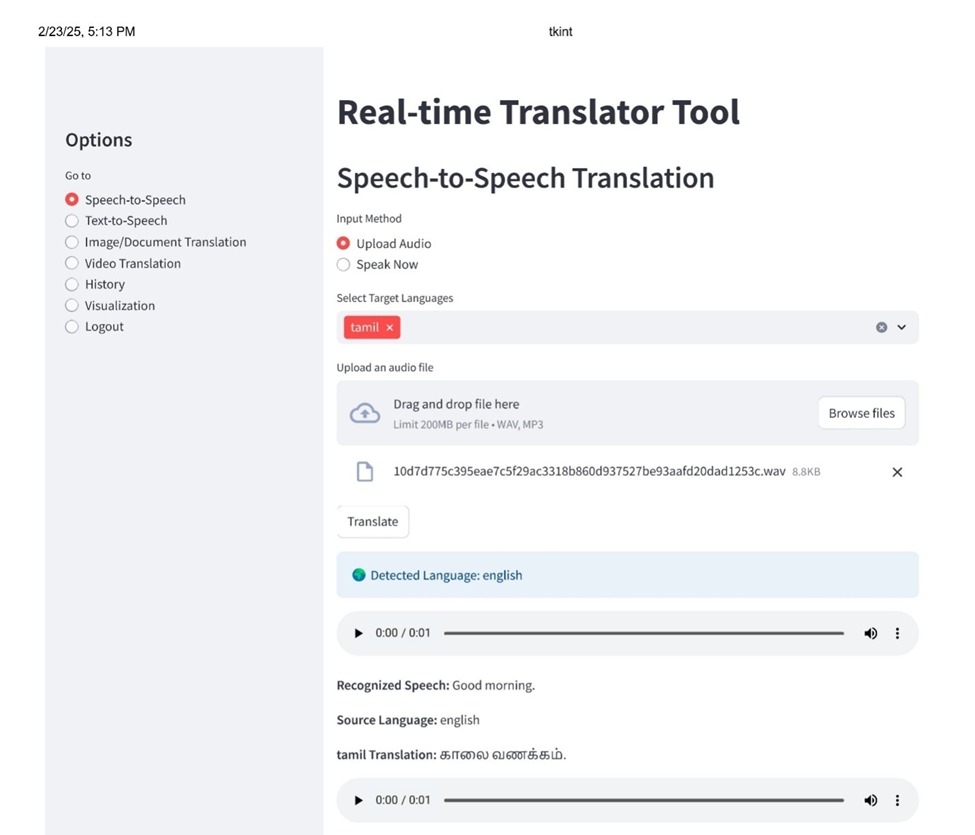 2/23/25, 5:13 PM
tkint
Options
Go to
Speech-to-Speech
Text-to-Speech
Image/Document Translation
Video Translation
History
Visualization
Logout
Real-time Translator Tool
Speech-to-Speech Translation
Input Method
Upload Audio
Speak Now
Select Target Languages
tamil ×
Upload an audio file
Drag and drop file here
Limit 200MB per file • WAV, MP3
Browse files
10d7d775c395eae7c5f29ac3318b860d937527be93aafd20dad1253c.wav 8.8KB
Translate
Detected Language: english
0:00 / 0:01
Recognized Speech: Good morning.
Source Language: english
tamil Translation: காலை வணக்கம்.
0:00 / 0:01